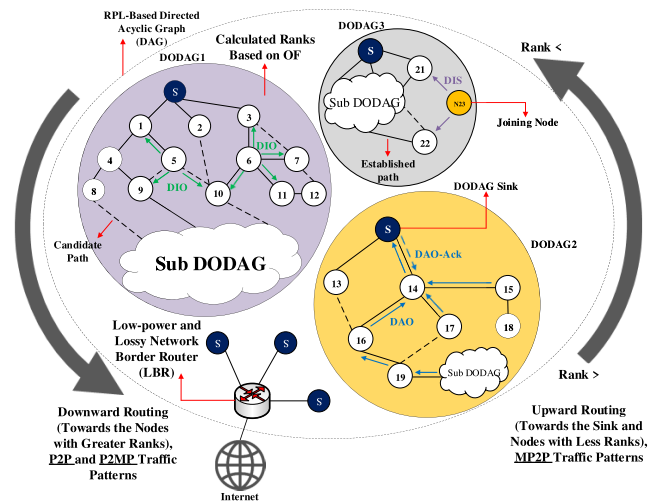 RPL-Based Directed
Acyclic Graph
(DAG)
Calculated Ranks
Based on OF
DODAG1
S
1
2
3
4
5
6
7
8
9
10
11
12
DIO
DIO
Candidate
Path
Sub DODAG
DODAG3
S
21
DIS
N23
Sub DODAG
22
Joining Node
Established
path
Rank <
DODAG Sink
DODAG2
S
DAO-Ack
13
14
15
DAO
16
17
18
19
Sub DODAG
Rank >
Low-power and
Lossy Network
Border Router
(LBR)
S
S
S
Internet
Downward Routing
(Towards the Nodes
with Greater Ranks),
P2P and P2MP Traffic
Patterns
Upward Routing
(Towards the Sink and
Nodes with Less Ranks),
MP2P Traffic Patterns